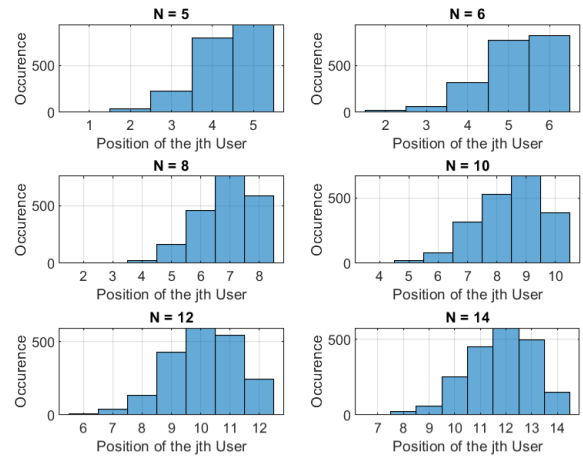 N = 5
Occurence
500
0
1 2 3 4 5
Position of the jth User
N = 6
Occurence
500
0
2 3 4 5 6
Position of the jth User
N = 8
Occurence
500
0
2 3 4 5 6 7 8
Position of the jth User
N = 10
Occurence
500
0
4 5 6 7 8 9 10
Position of the jth User
N = 12
Occurence
500
0
6 7 8 9 10 11 12
Position of the jth User
N = 14
Occurence
500
0
7 8 9 10 11 12 13 14
Position of the jth User